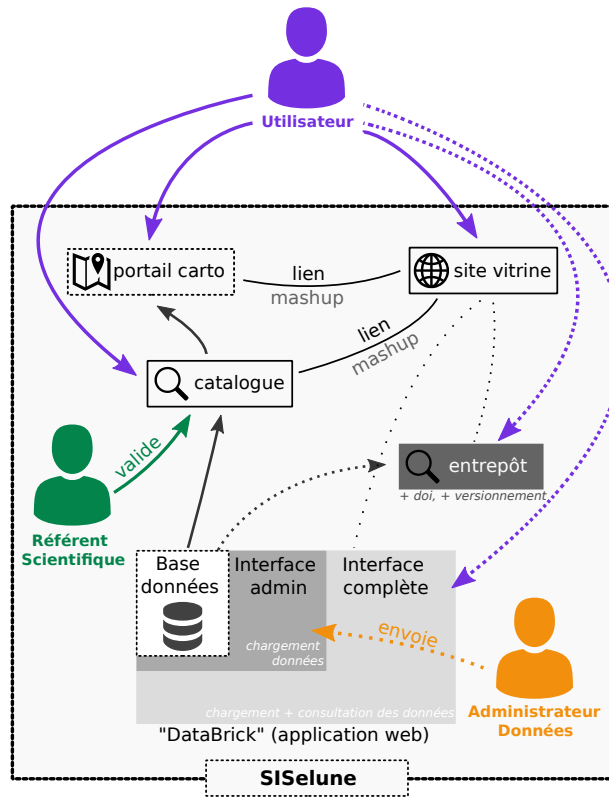 Utilisateur
portail carto
lien
mashup
site vitrine
lien
mashup
catalogue
valide
entrepôt
+ doi, + versionnement
Référent
Scientifique
Base
données
Interface
admin
Interface
complète
envoie
chargement
données
chargement + consultation des données
Administrateur
Données
"DataBrick" (application web)
SISelune